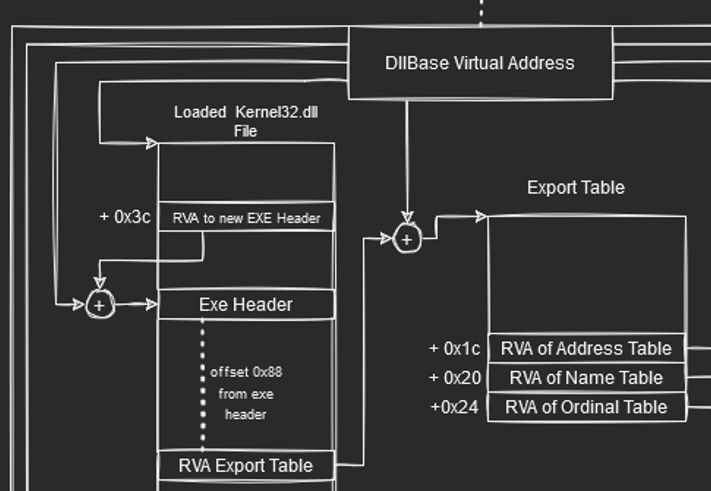 DllBase Virtual Address
Loaded Kernel32.dll
File
+ 0x3c
RVA to new EXE Header
+
Exe Header
offset 0x88
from exe
header
RVA Export Table
+
Export Table
+ 0x1c
RVA of Address Table
+ 0x20
RVA of Name Table
+0x24
RVA of Ordinal Table